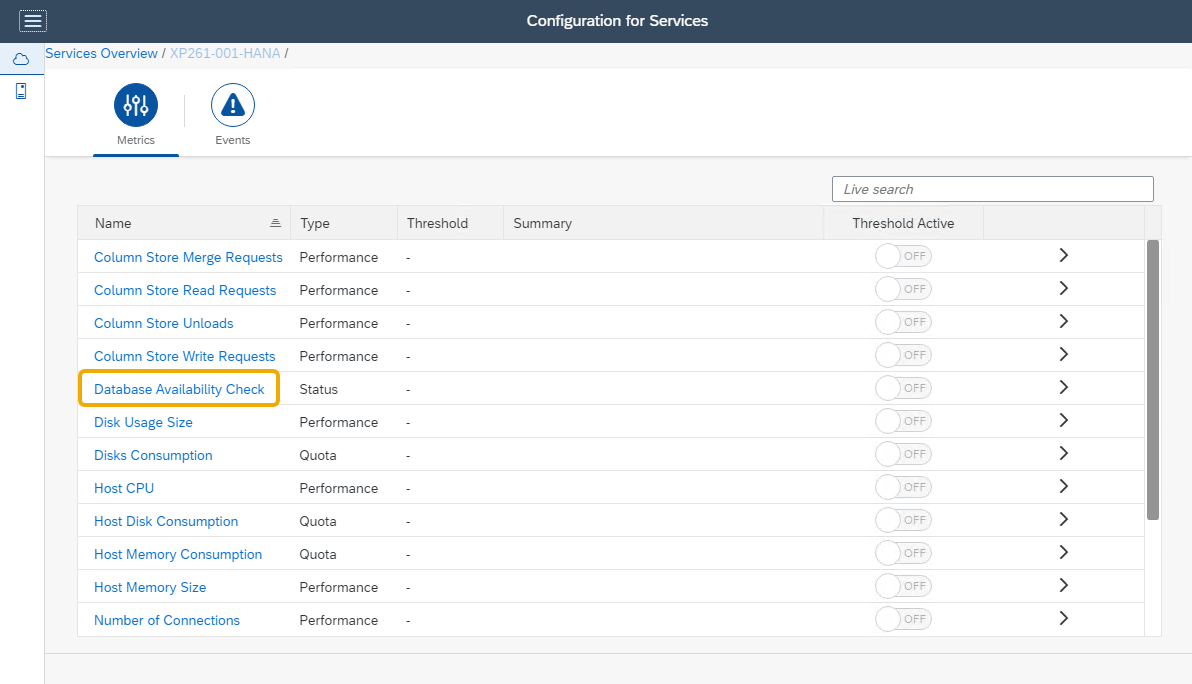 Configuration for Services
Services Overview / XP261-001-HANA /
Metrics Events
Live search
Name Type Threshold Summary Threshold Active
Column Store Merge Requests Performance - OFF
Column Store Read Requests Performance - OFF
Column Store Unloads Performance - OFF
Column Store Write Requests Performance - OFF
Database Availability Check Status - OFF
Disk Usage Size Performance - OFF
Disks Consumption Quota - OFF
Host CPU Performance - OFF
Host Disk Consumption Quota - OFF
Host Memory Consumption Quota - OFF
Host Memory Size Performance - OFF
Number of Connections Performance - OFF